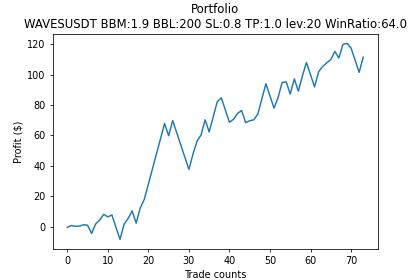 Portfolio
WAVESUSDT BBM:1.9 BBL:200 SL:0.8 TP:1.0 lev:20 WinRatio:64.0
120
100
80
60
40
20
0
Profit ($)
0 10 20 30 40 50 60 70
Trade counts